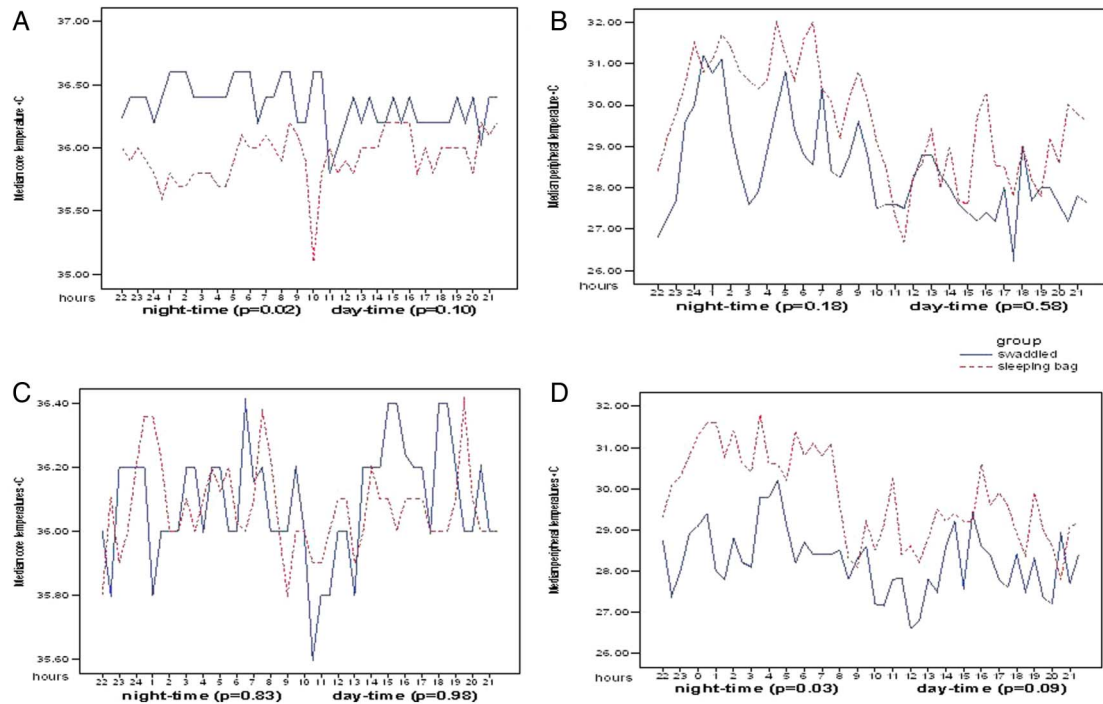 A
Median core temperature °C
37.00
36.50
36.00
35.50
35.00
hours
22 23 24 1 2 3 4 5 6 7 8 9 10 11 12 13 14 15 16 17 18 19 20 21
night-time (p=0.02) day-time (p=0.10)
B
Median peripheral temperature °C
32.00
31.00
30.00
29.00
28.00
27.00
26.00
hours
22 23 24 1 2 3 4 5 6 7 8 9 10 11 12 13 14 15 16 17 18 19 20 21
night-time (p=0.18) day-time (p=0.58)
group
swaddled
sleeping bag
C
Median core temperatures °C
36.40
36.20
36.00
35.80
35.60
hours
22 23 24 1 2 3 4 5 6 7 8 9 10 11 12 13 14 15 16 17 18 19 20 21
night-time (p=0.83) day-time (p=0.98)
D
Median peripheral temperatures °C
32.00
31.00
30.00
29.00
28.00
27.00
26.00
hours
22 23 0 1 2 3 4 5 6 7 8 9 10 11 12 13 14 15 16 17 18 19 20 21
night-time (p=0.03) day-time (p=0.09)